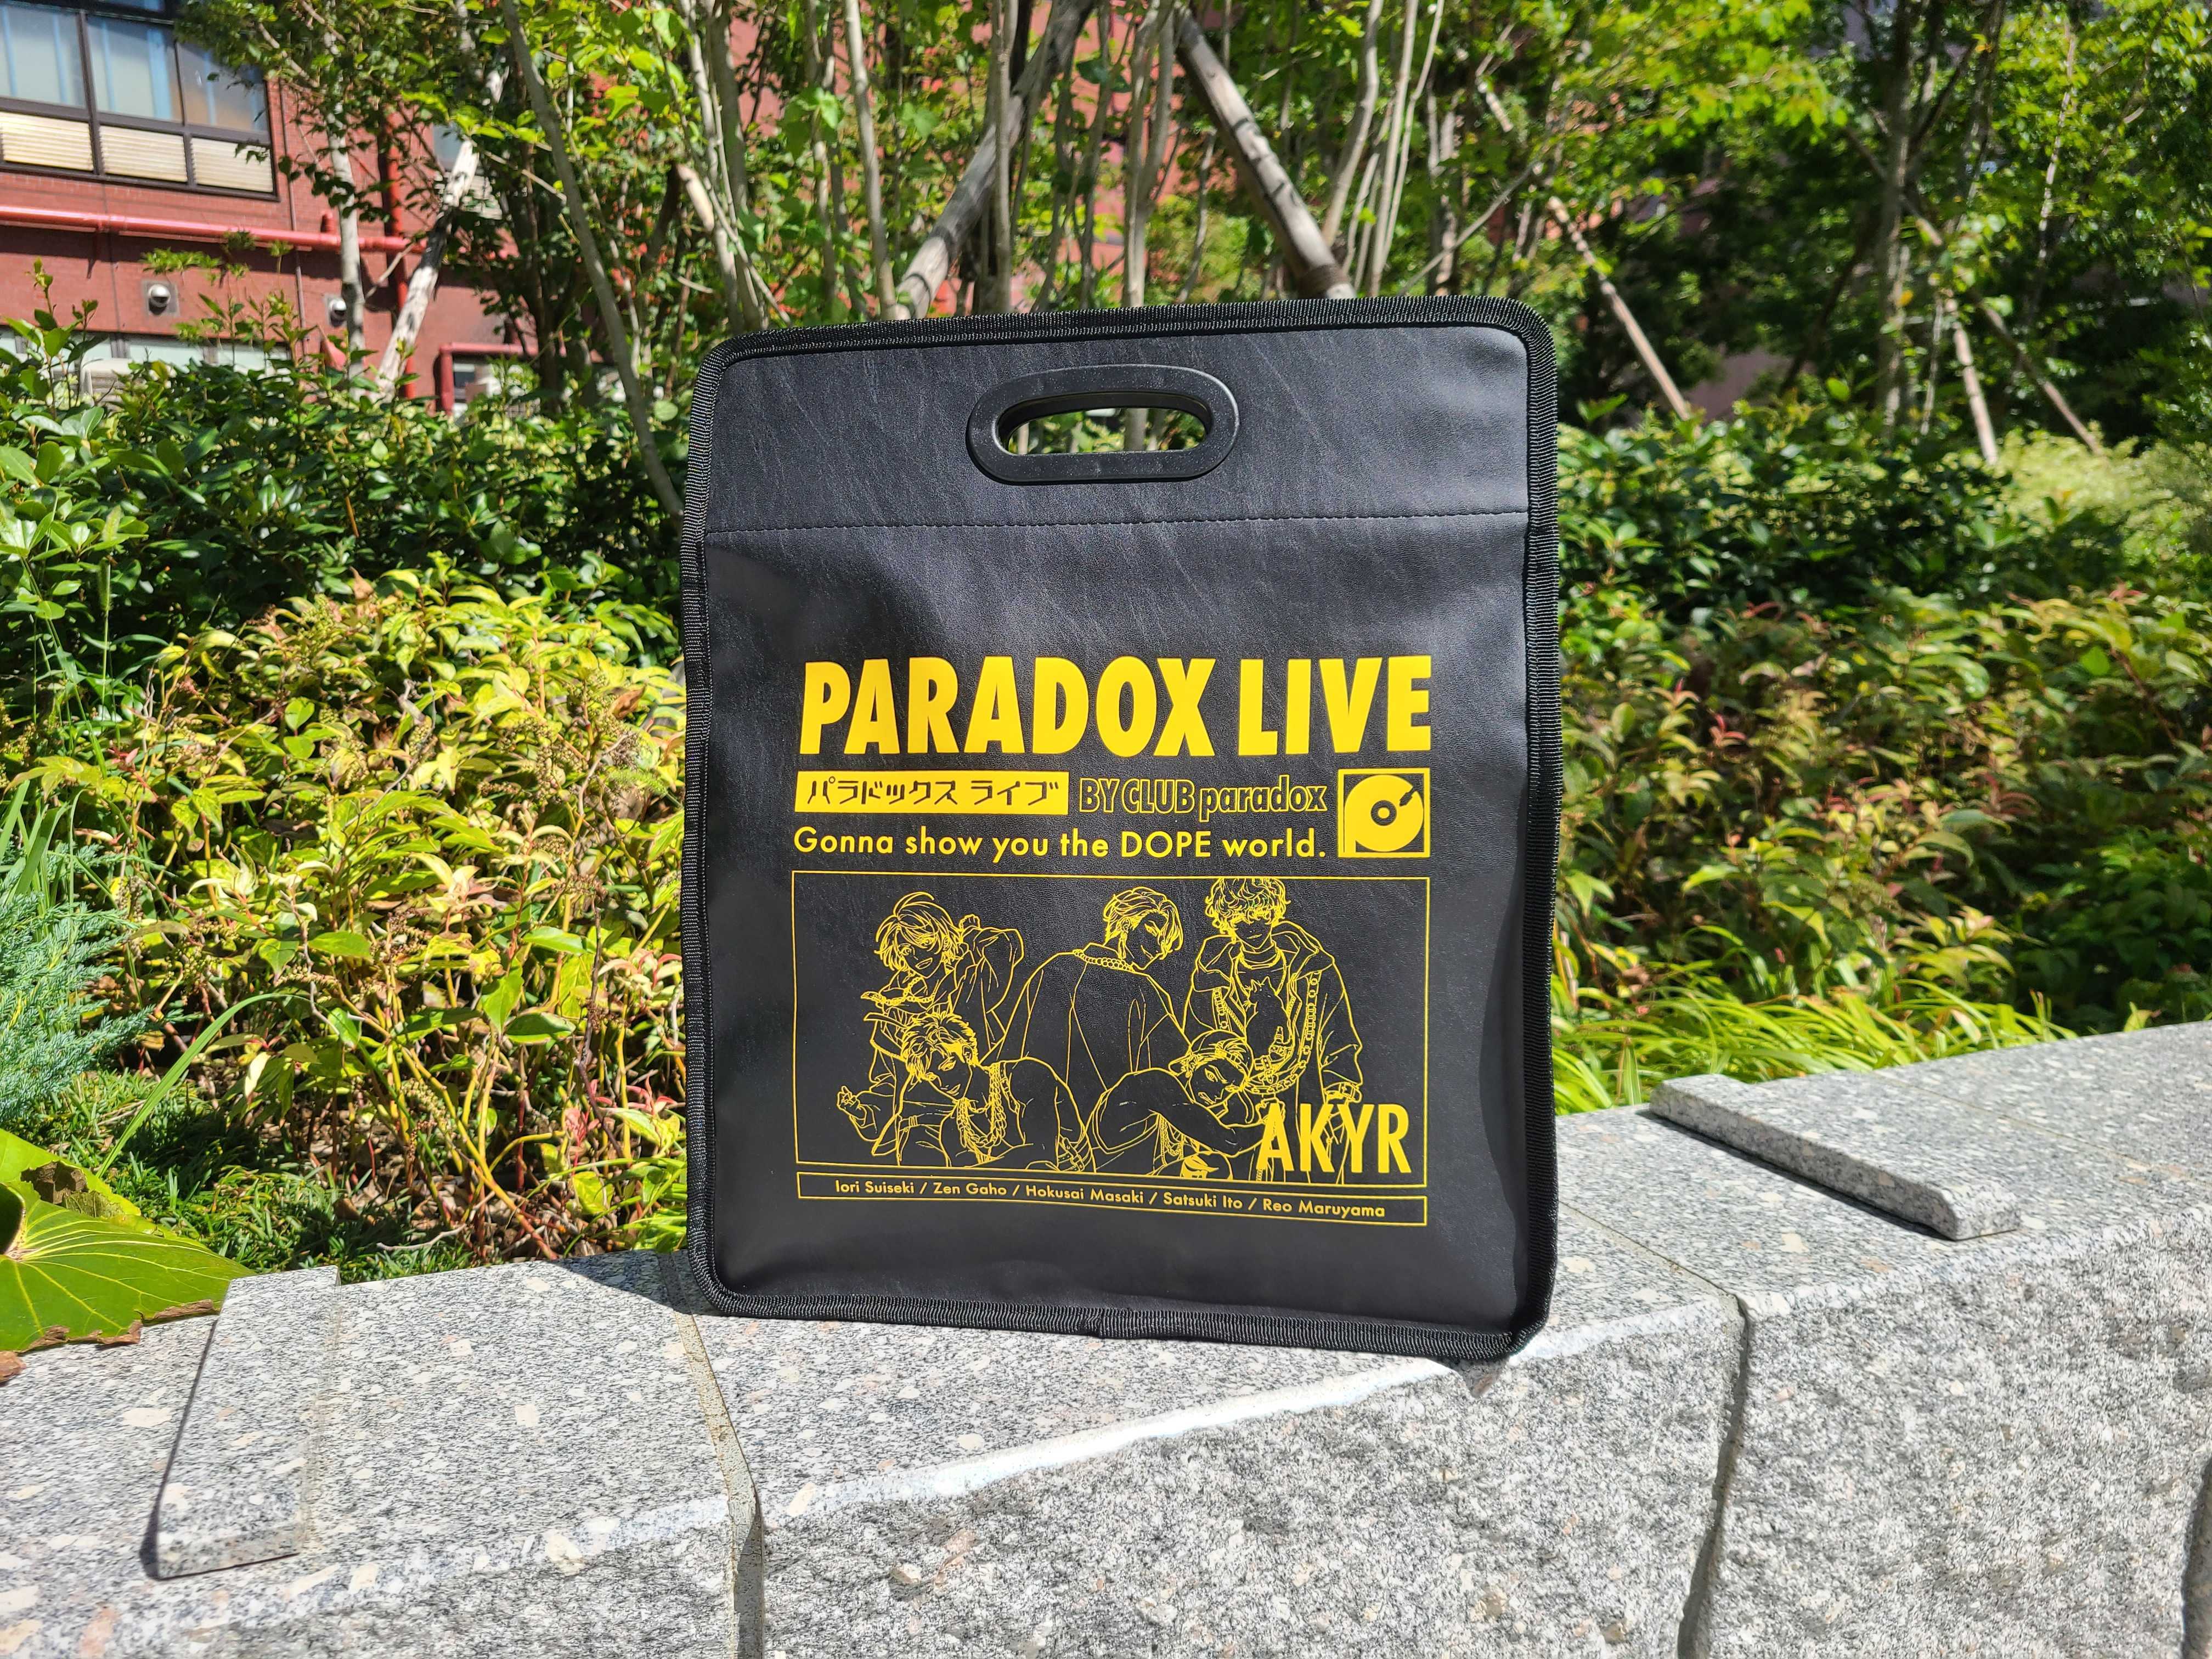 PARADOX LIVE
パラドックス ライブ BY CLUB paradox
Gonna show you the DOPE world.
AKYR
Iori Suiseki / Zen Gaho / Hokusai Masaki / Satsuki Ito / Reo Maruyama